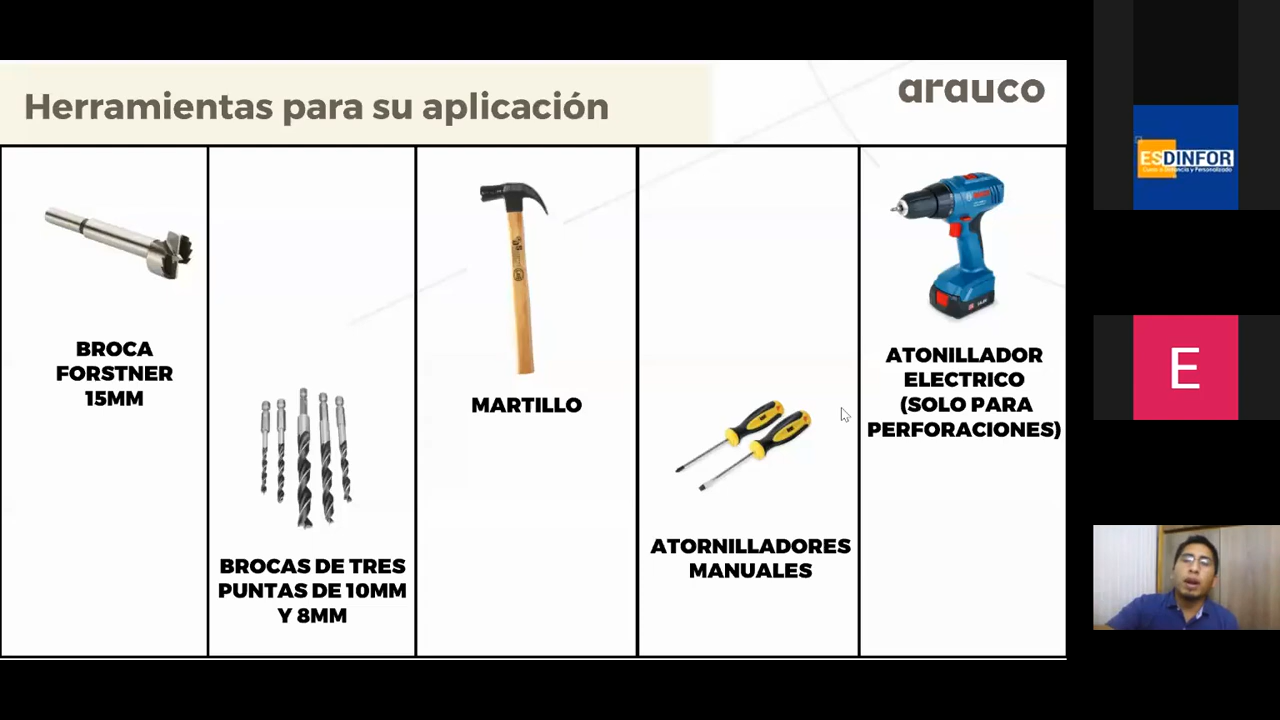 Herramientas para su aplicación
arauco
BROCA
FORSTNER
15MM
BROCAS DE TRES
PUNTAS DE 10MM
Y 8MM
MARTILLO
ATORNILLADORES
MANUALES
ATONILLADOR
ELECTRICO
(SOLO PARA
PERFORACIONES)
ESDINFOR
E